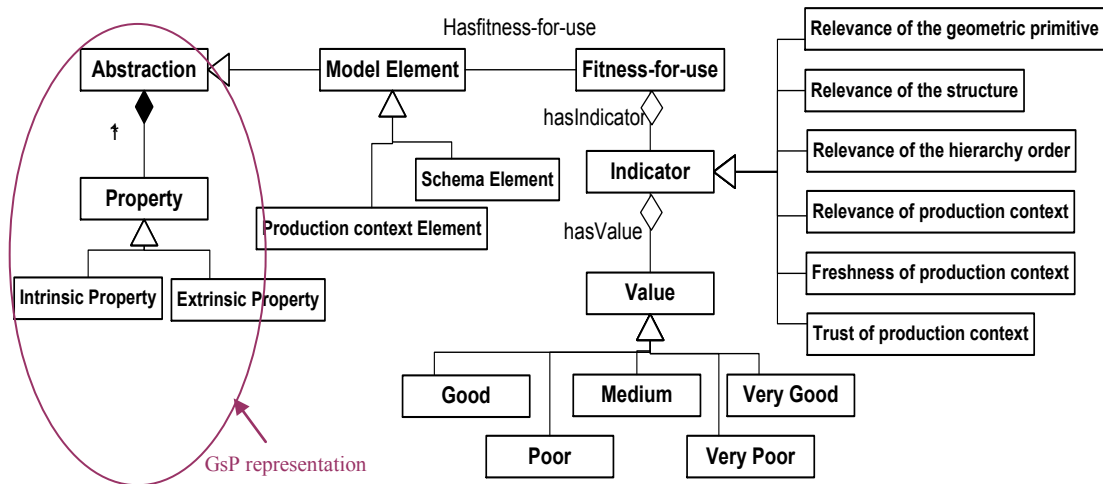 Hasfitness-for-use
Abstraction
Model Element
Fitness-for-use
Relevance of the geometric primitive
Relevance of the structure
hasIndicator
Relevance of the hierarchy order
Indicator
Schema Element
Property
Production context Element
Relevance of production context
hasValue
Intrinsic Property
Extrinsic Property
Value
Freshness of production context
Trust of production context
Good
Medium
Very Good
Poor
Very Poor
GsP representation